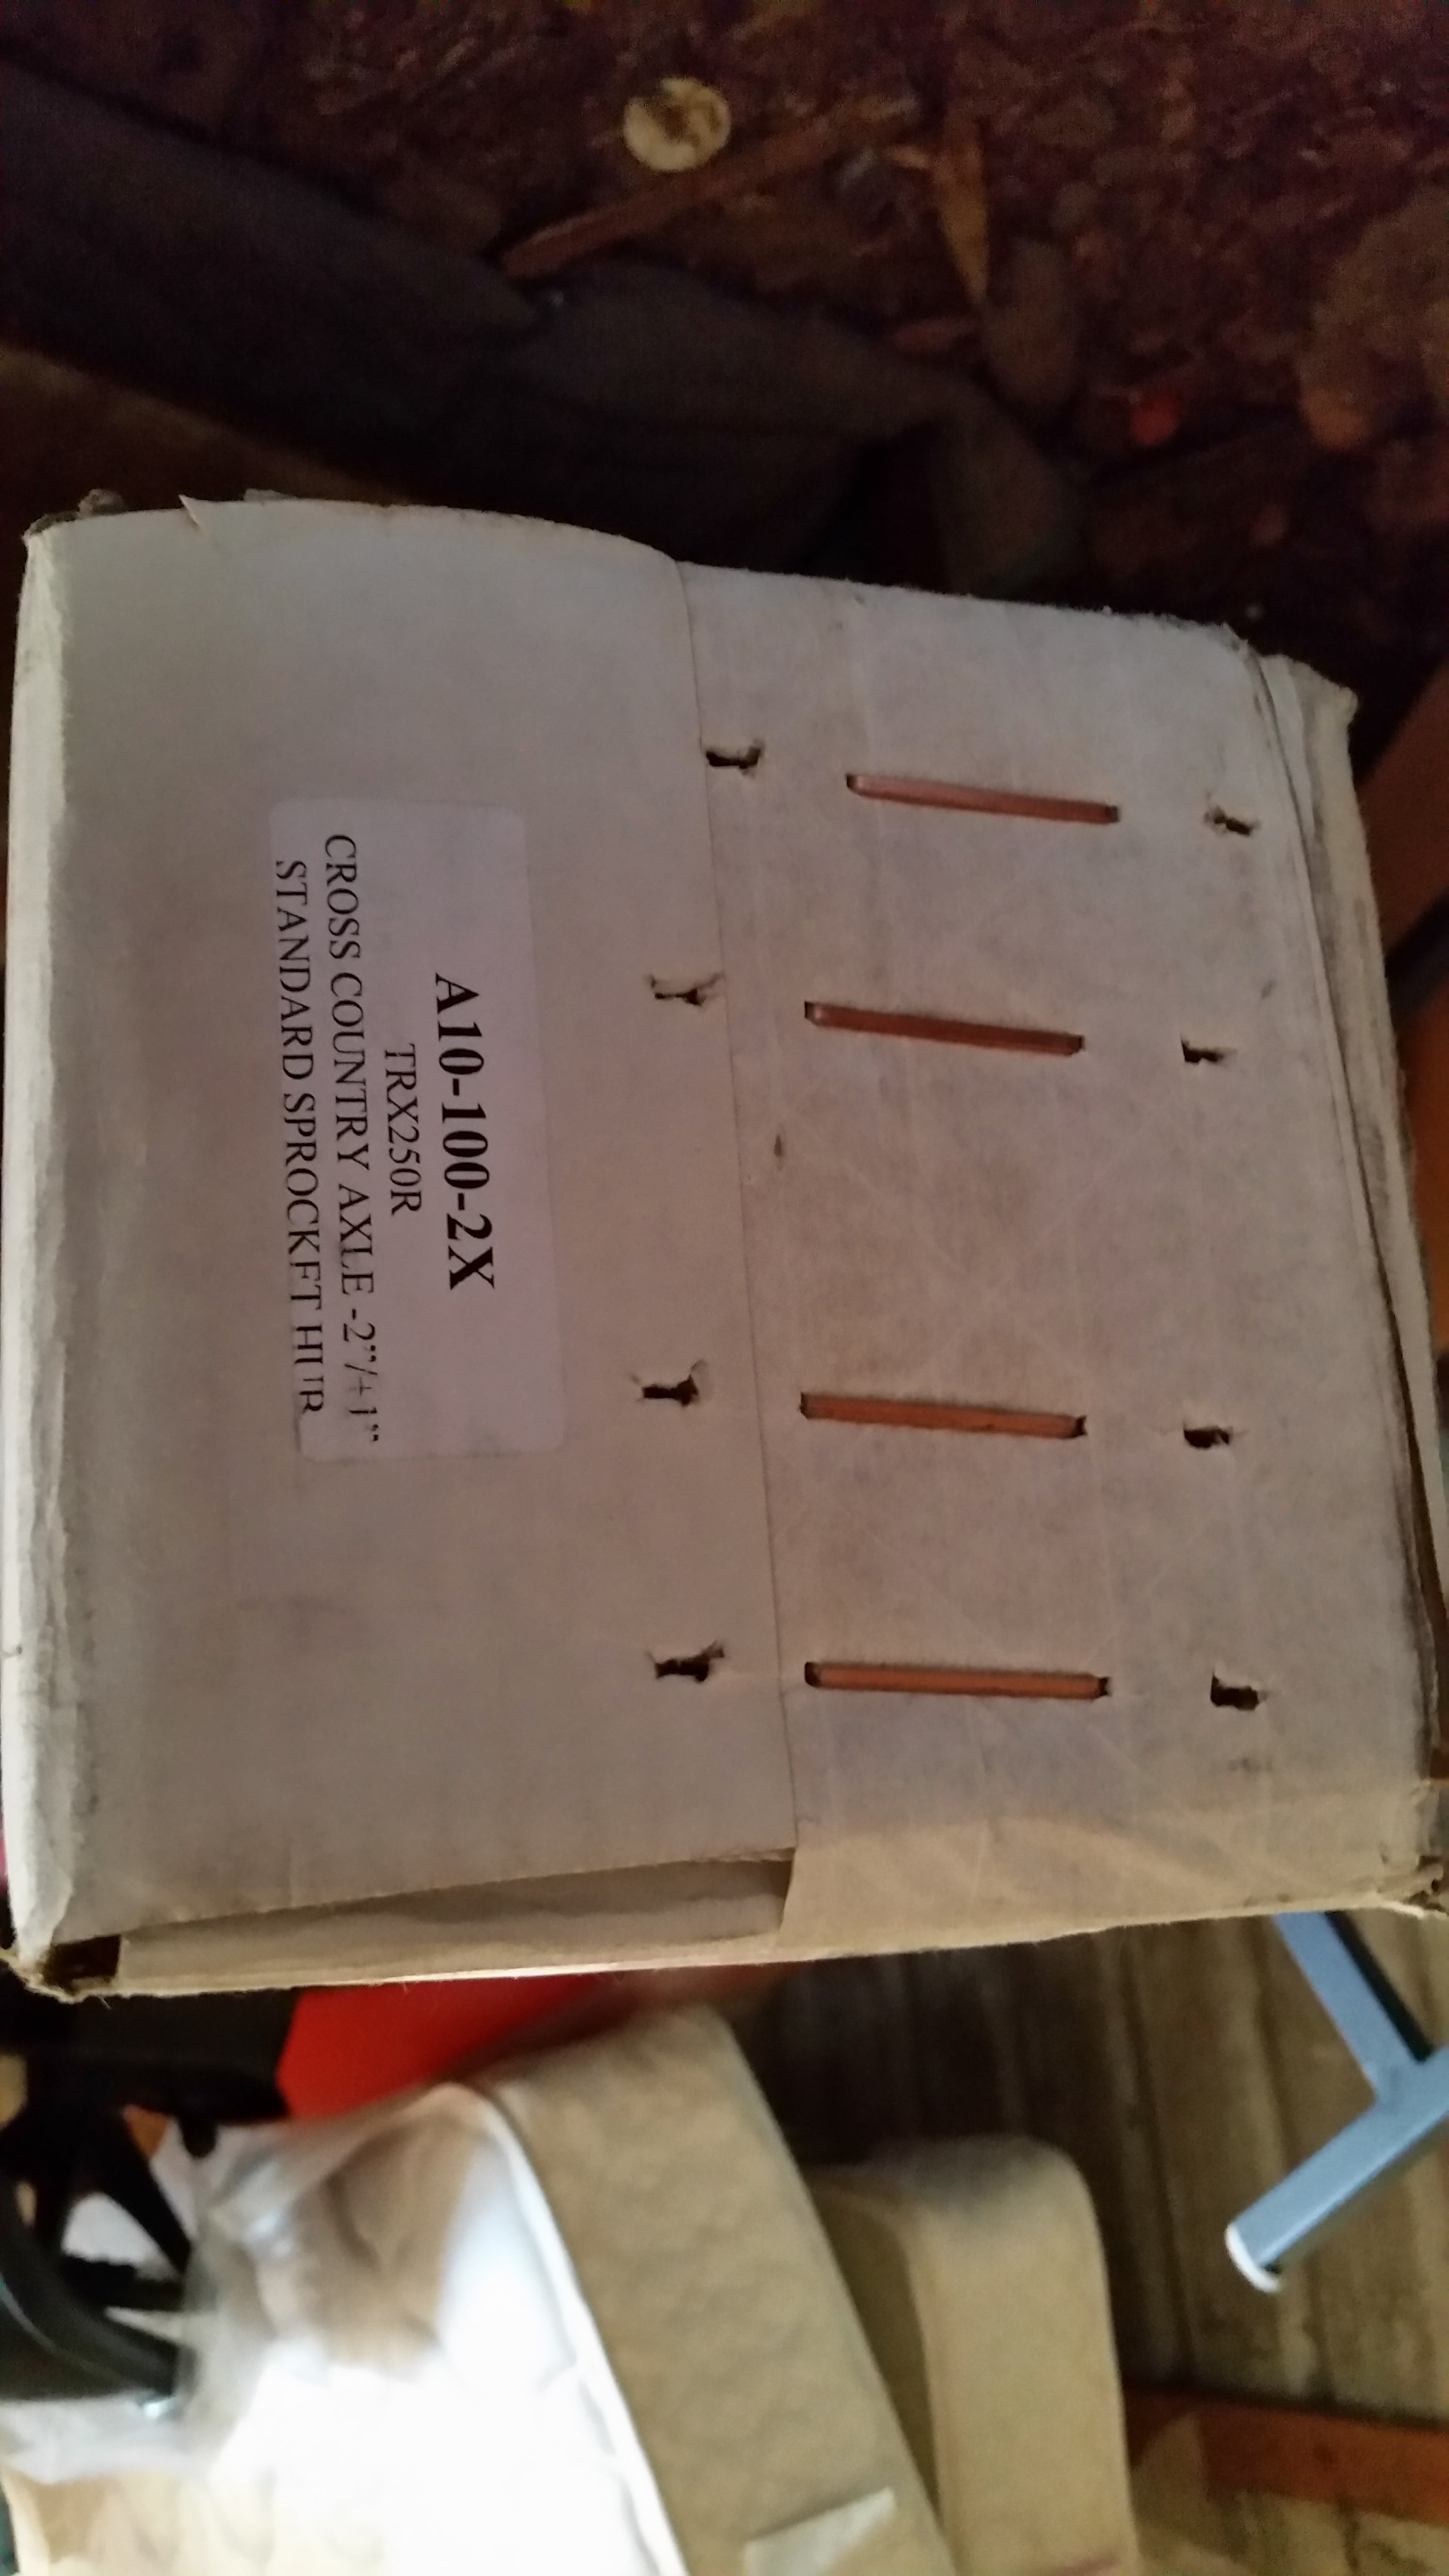 A10-100-2X
TRX250R
CROSS COUNTRY AXLE -2"/+1"
STANDARD SPROCKET HUB